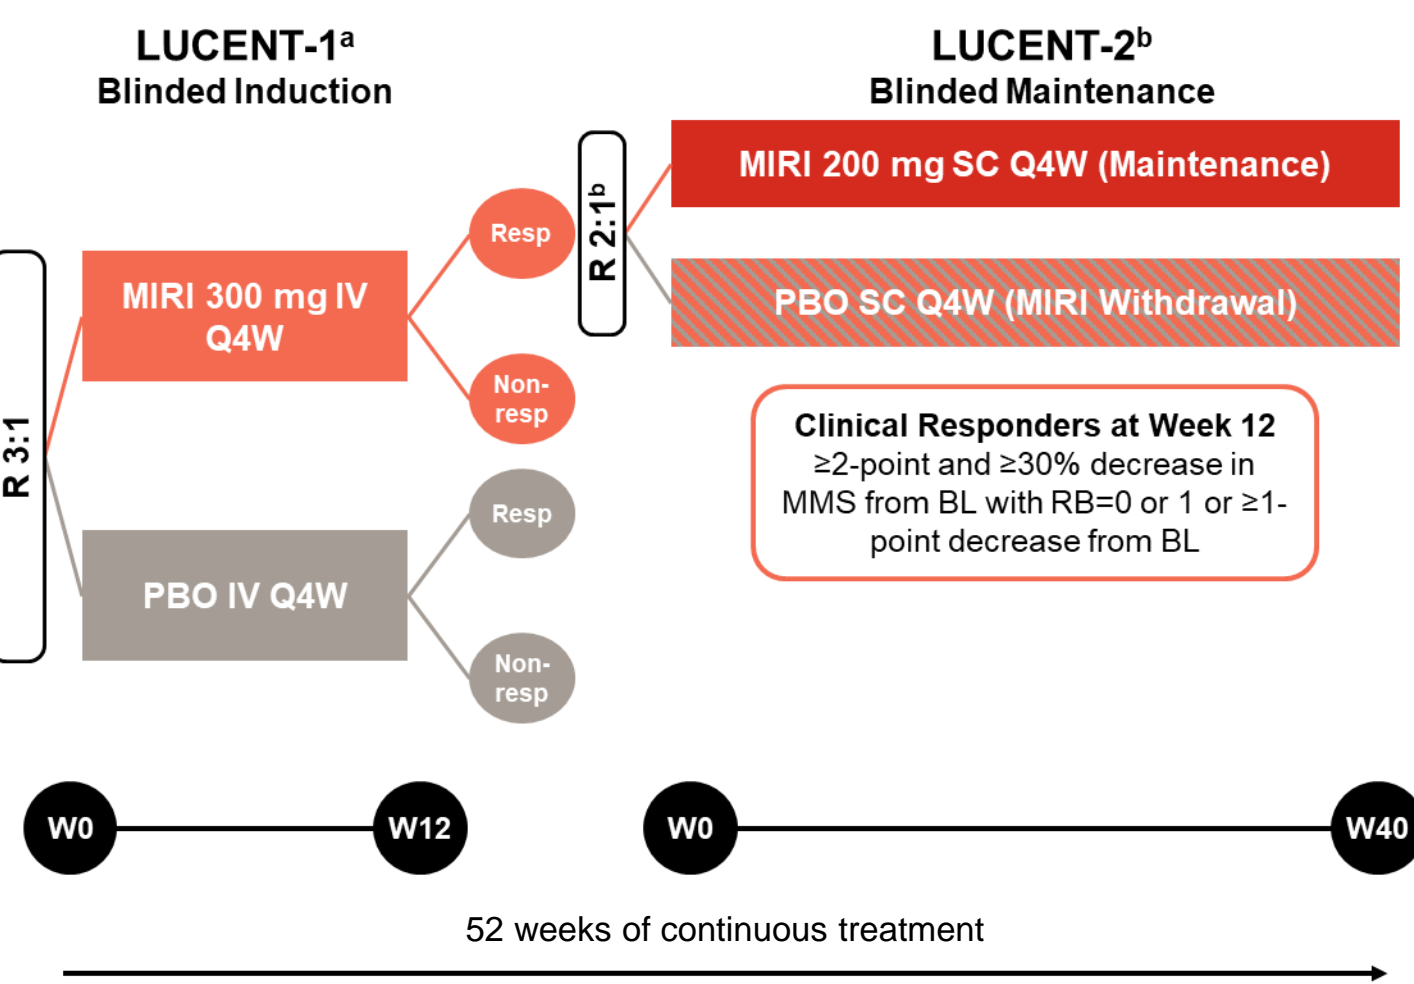 LUCENT-1ᵃ
Blinded Induction
LUCENT-2ᵇ
Blinded Maintenance
R 3:1
MIRI 300 mg IV
Q4W
PBO IV Q4W
Resp
Non-
resp
Resp
Non-
resp
R 2:1ᵇ
MIRI 200 mg SC Q4W (Maintenance)
PBO SC Q4W (MIRI Withdrawal)
Clinical Responders at Week 12
≥2-point and ≥30% decrease in
MMS from BL with RB=0 or 1 or ≥1-
point decrease from BL
W0
W12
W0
W40
52 weeks of continuous treatment